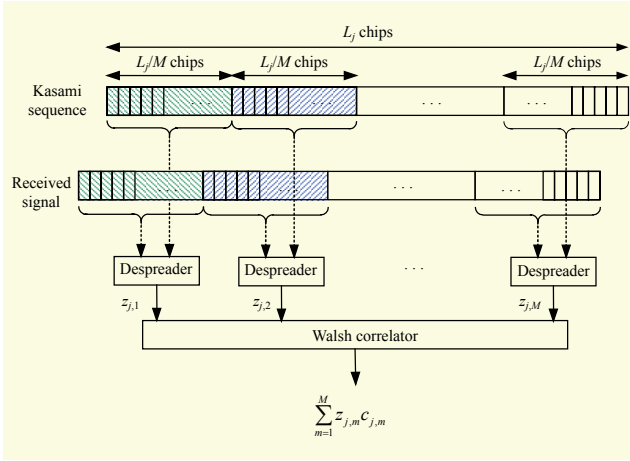 L_j chips
L_j/M chips L_j/M chips L_j/M chips
Kasami
sequence
. . . . . . . . . . . .
Received
signal
. . . . . . . . . . . .
Despreader Despreader . . . Despreader
z_{j,1} z_{j,2} z_{j,M}
Walsh correlator
\sum_{m=1}^{M} z_{j,m} c_{j,m}